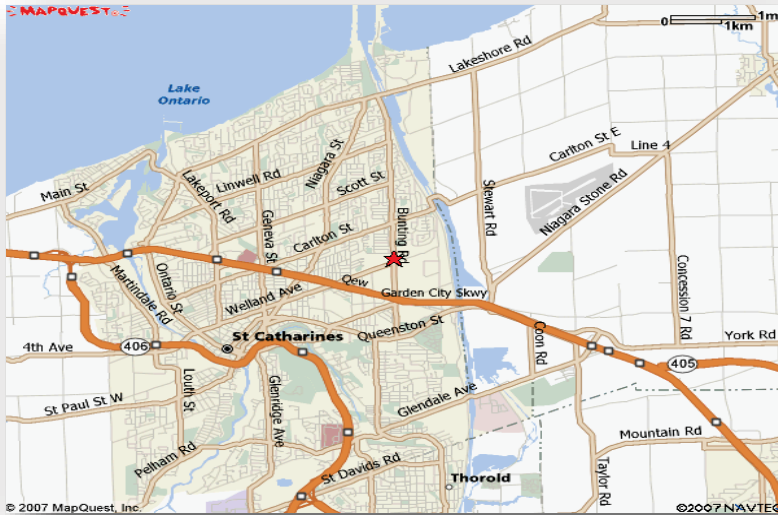 MAPQUEST
0
1m
1km
Lakeshore Rd
Lake
Ontario
Carlton St E
Line 4
Niagara St
Linwell Rd
Scott St
Main St
Lakeport Rd
Niagara Stone Rd
Stewart Rd
Geneva St
Carlton St
Bunting Rd
Martindale Rd
Ontario St
Qew
Garden City Skwy
Concession 7 Rd
Welland Ave
Queenston St
St Catharines
Coon Rd
York Rd
4th Ave
406
405
Louth St
Glenridge Ave
Glendale Ave
St Paul St W
Mountain Rd
Pelham Rd
St Davids Rd
Taylor Rd
Thorold
© 2007 MapQuest, Inc.
©2007 NAVTEQ